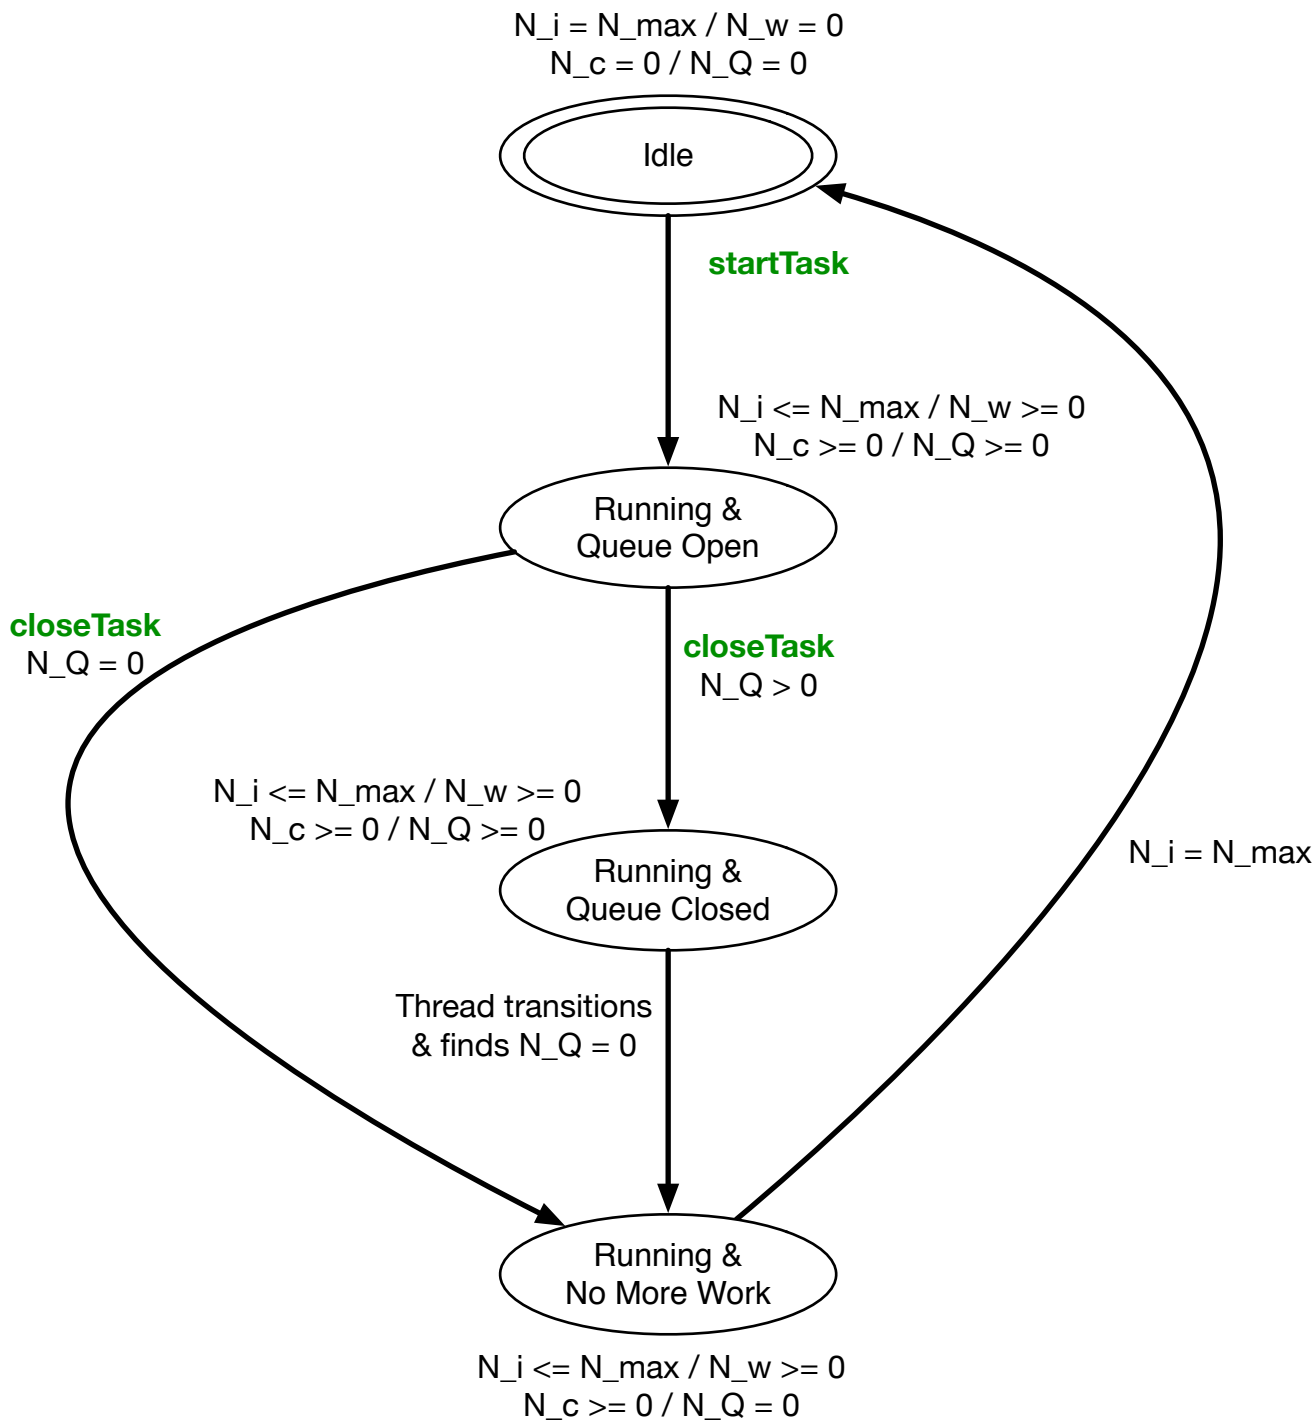 N_i = N_max / N_w = 0
N_c = 0 / N_Q = 0
Idle
startTask
N_i <= N_max / N_w >= 0
N_c >= 0 / N_Q >= 0
Running &
Queue Open
closeTask
N_Q = 0
closeTask
N_Q > 0
N_i <= N_max / N_w >= 0
N_c >= 0 / N_Q >= 0
Running &
Queue Closed
N_i = N_max
Thread transitions
& finds N_Q = 0
Running &
No More Work
N_i <= N_max / N_w >= 0
N_c >= 0 / N_Q = 0